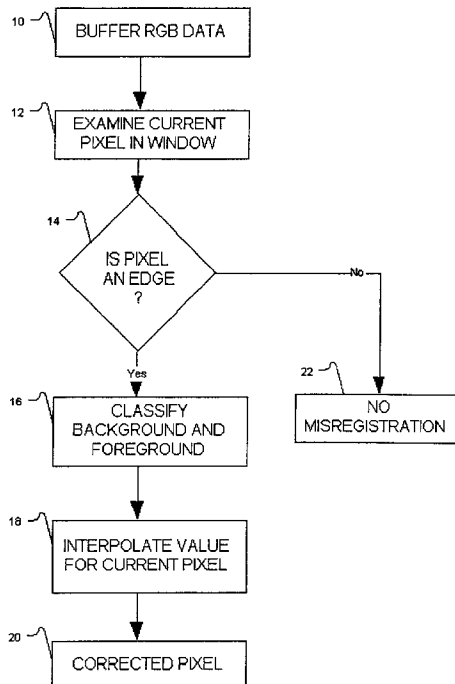 10
BUFFER RGB DATA
12
EXAMINE CURRENT
PIXEL IN WINDOW
14
IS PIXEL
AN EDGE
?
No
Yes
16
CLASSIFY
BACKGROUND AND
FOREGROUND
22
NO
MISREGISTRATION
18
INTERPOLATE VALUE
FOR CURRENT PIXEL
20
CORRECTED PIXEL